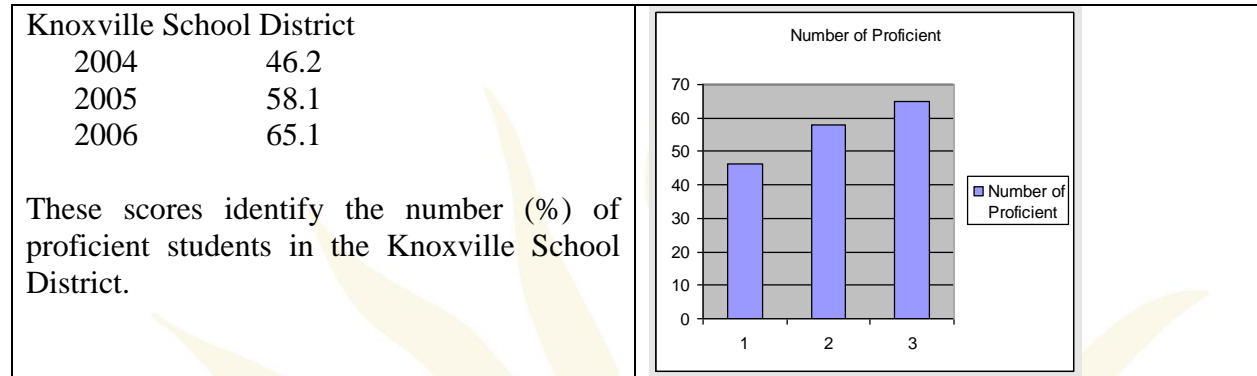 Knoxville School District
2004 46.2
2005 58.1
2006 65.1
These scores identify the number (%) of
proficient students in the Knoxville School
District.
Number of Proficient
70
60
50
40
30
20
10
0
1 2 3
Number of
Proficient